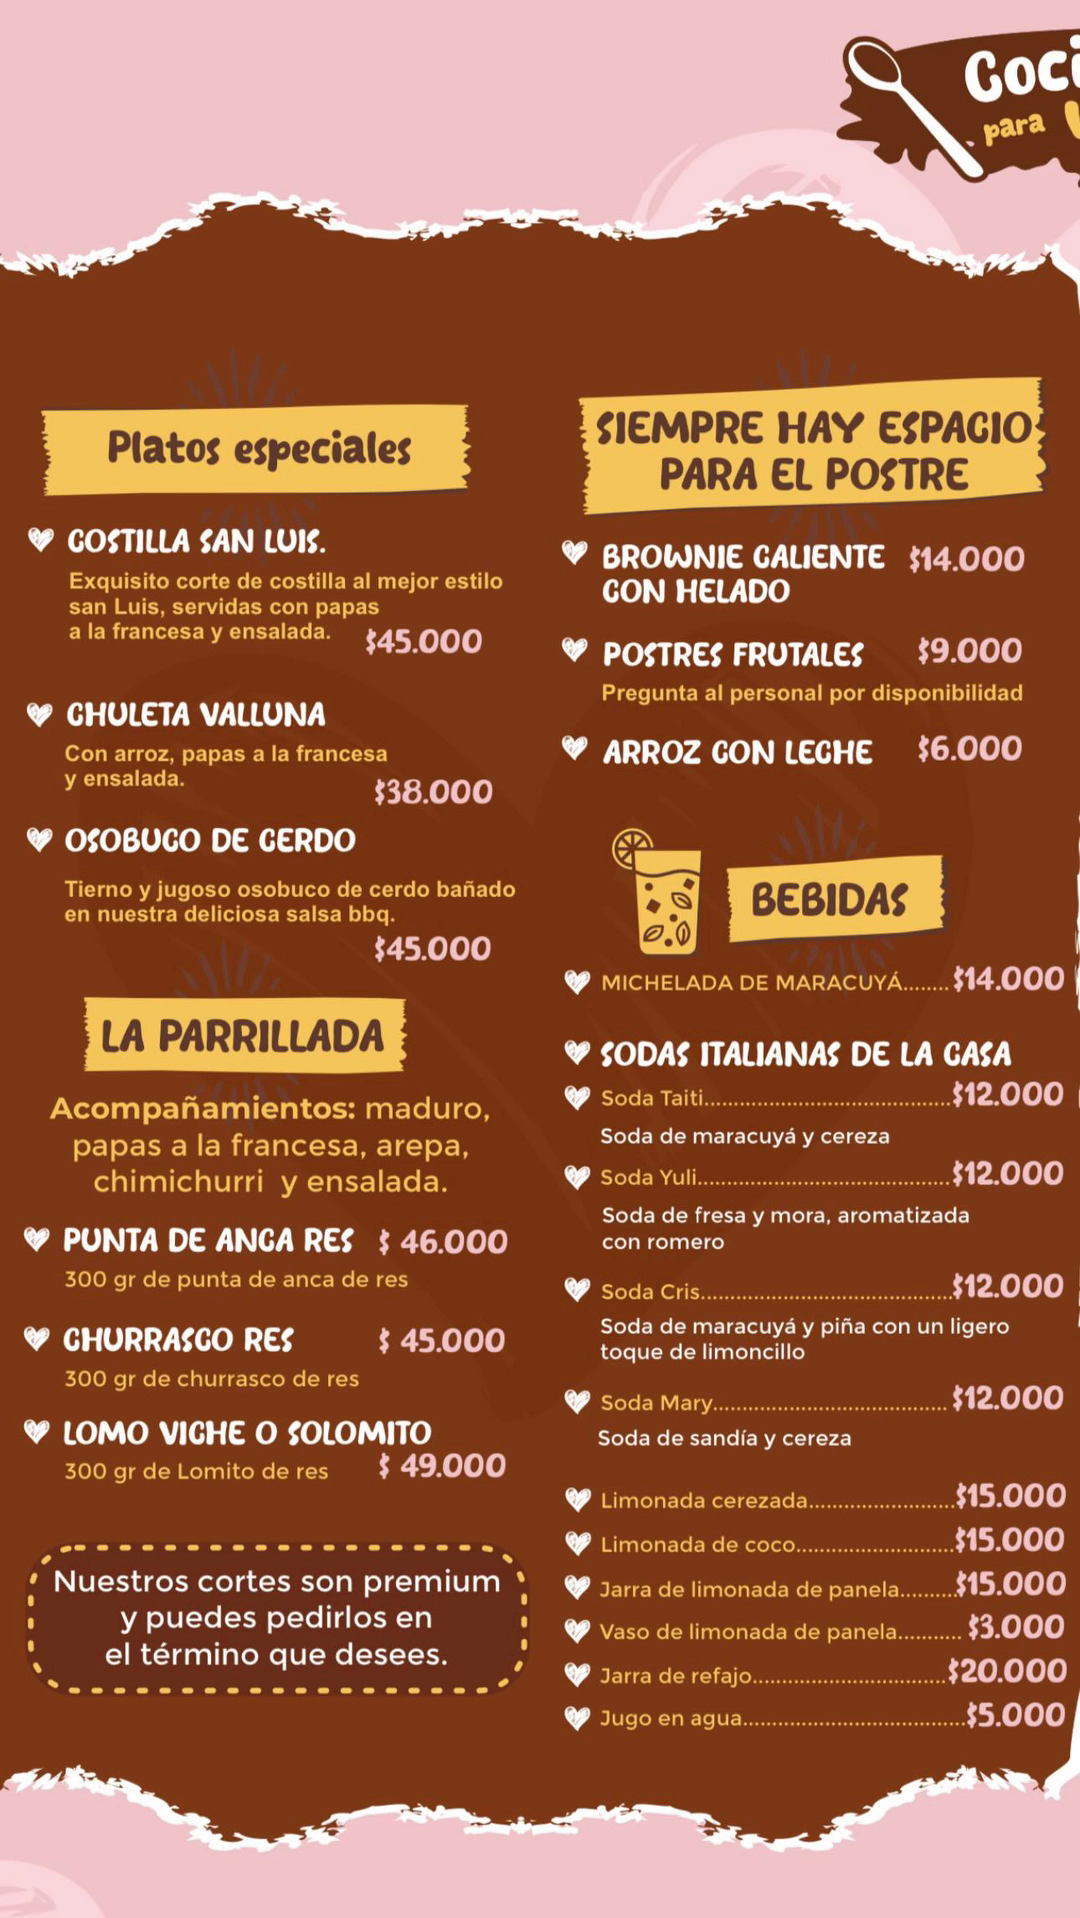 Coci
para
Platos especiales
COSTILLA SAN LUIS.
Exquisito corte de costilla al mejor estilo
san Luis, servidas con papas
a la francesa y ensalada. $45.000
CHULETA VALLUNA
Con arroz, papas a la francesa
y ensalada.
$38.000
OSOBUCO DE CERDO
Tierno y jugoso osobuco de cerdo bañado
en nuestra deliciosa salsa bbq.
$45.000
LA PARRILLADA
Acompañamientos: maduro,
papas a la francesa, arepa,
chimichurri y ensalada.
PUNTA DE ANCA RES $ 46.000
300 gr de punta de anca de res
CHURRASCO RES $ 45.000
300 gr de churrasco de res
LOMO VICHE O SOLOMITO
300 gr de Lomito de res $ 49.000
Nuestros cortes son premium
y puedes pedirlos en
el término que desees.
SIEMPRE HAY ESPACIO
PARA EL POSTRE
BROWNIE CALIENTE $14.000
CON HELADO
POSTRES FRUTALES $9.000
Pregunta al personal por disponibilidad
ARROZ CON LECHE $6.000
BEBIDAS
MICHELADA DE MARACUYÁ........$14.000
SODAS ITALIANAS DE LA CASA
Soda Taiti..........................................$12.000
Soda de maracuyá y cereza
Soda Yuli...........................................$12.000
Soda de fresa y mora, aromatizada
con romero
Soda Cris...........................................$12.000
Soda de maracuyá y piña con un ligero
toque de limoncillo
Soda Mary........................................$12.000
Soda de sandía y cereza
Limonada cerezada.........................$15.000
Limonada de coco...........................$15.000
Jarra de limonada de panela.........$15.000
Vaso de limonada de panela...........$3.000
Jarra de refajo.................................$20.000
Jugo en agua......................................$5.000